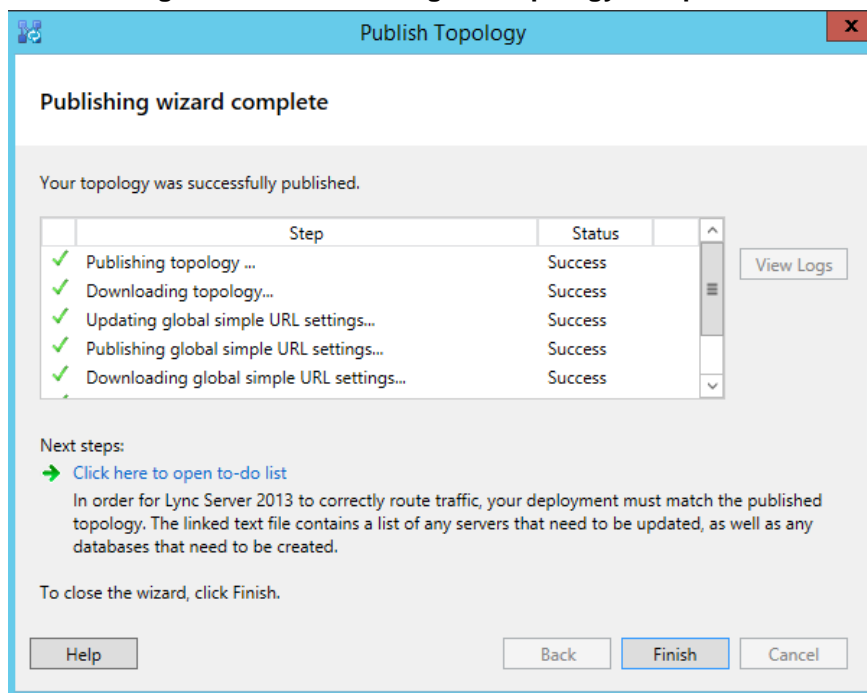 Publish Topology
X
Publishing wizard complete
Your topology was successfully published.
Step Status
Publishing topology ... Success
Downloading topology... Success
Updating global simple URL settings... Success
Publishing global simple URL settings... Success
Downloading global simple URL settings... Success
View Logs
Next steps:
Click here to open to-do list
In order for Lync Server 2013 to correctly route traffic, your deployment must match the published
topology. The linked text file contains a list of any servers that need to be updated, as well as any
databases that need to be created.
To close the wizard, click Finish.
Help Back Finish Cancel